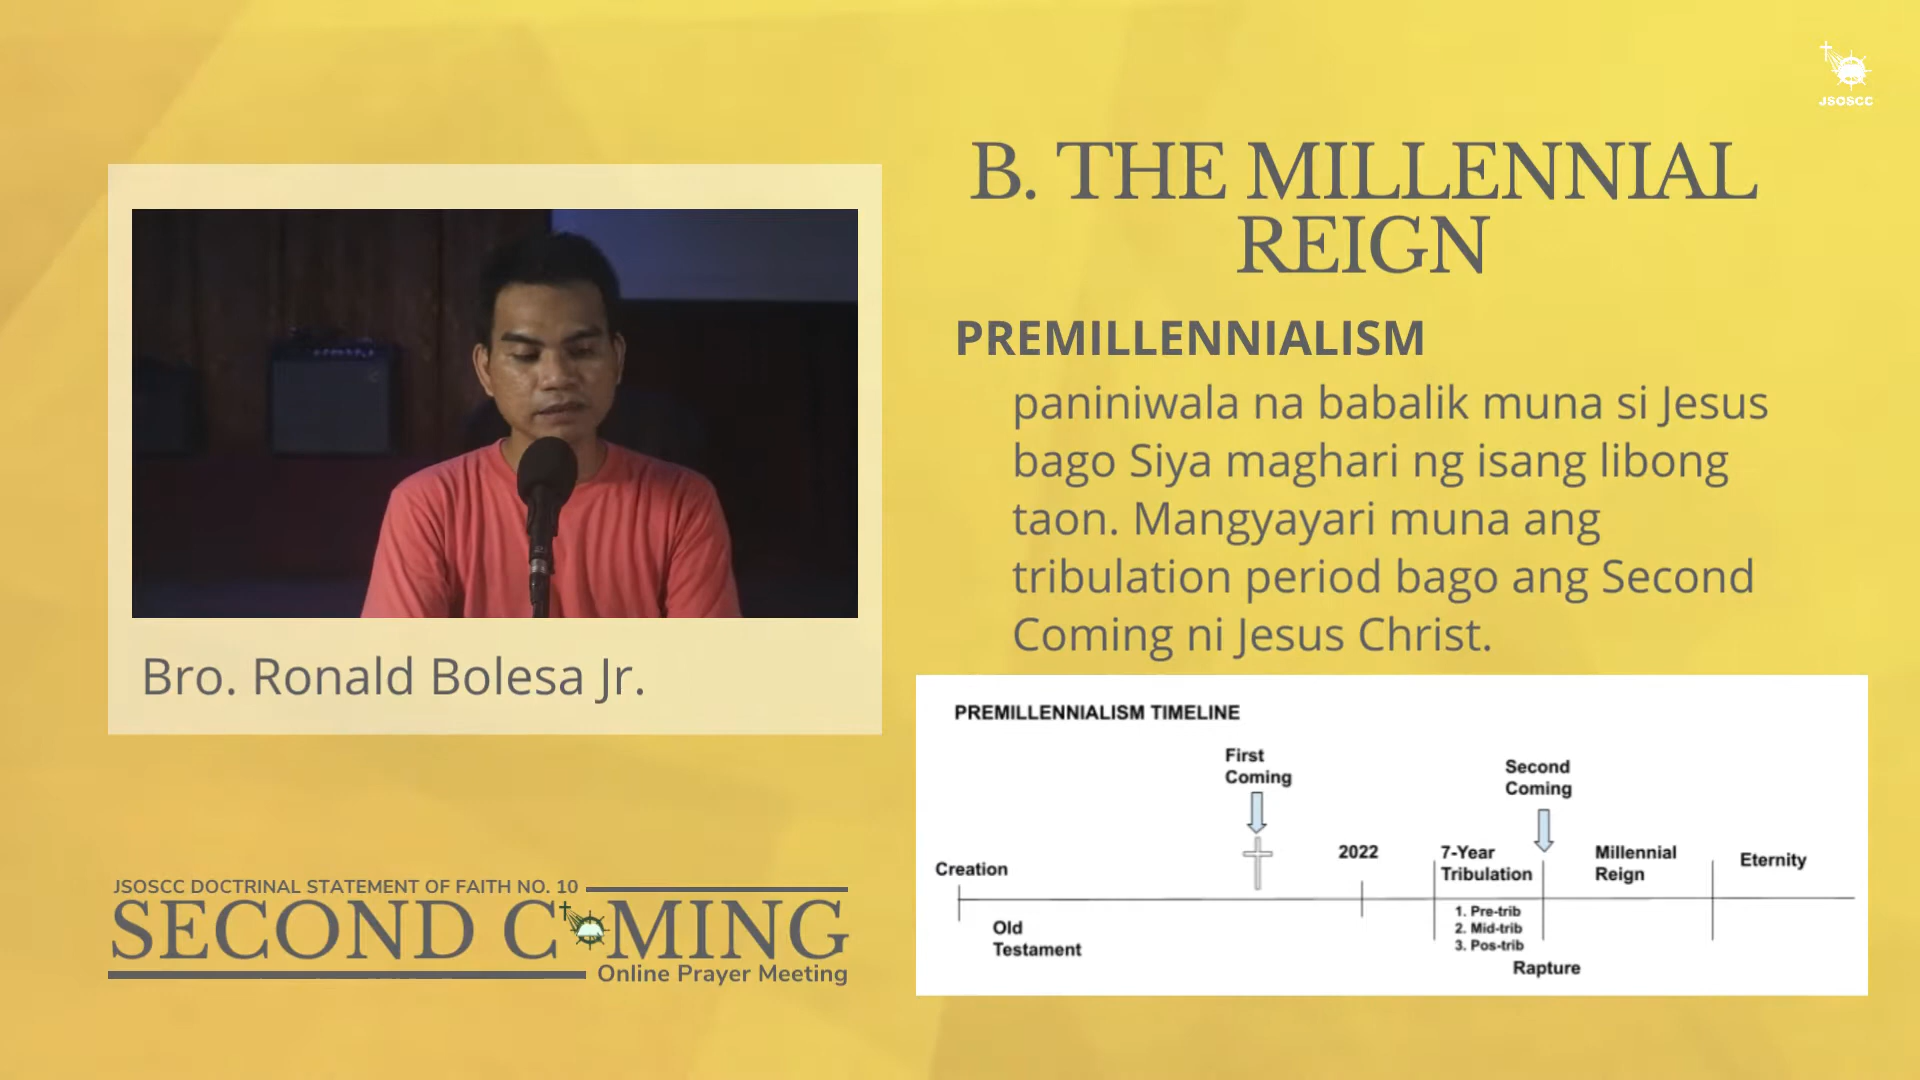 JSOSCC
B. THE MILLENNIAL
REIGN
PREMILLENNIALISM
paniniwala na babalik muna si Jesus
bago Siya maghari ng isang libong
taon. Mangyayari muna ang
tribulation period bago ang Second
Coming ni Jesus Christ.
Bro. Ronald Bolesa Jr.
PREMILLENNIALISM TIMELINE
First
Coming
Second
Coming
Creation
2022
7-Year
Tribulation
Millennial
Reign
Eternity
Old
Testament
1. Pre-trib
2. Mid-trib
3. Pos-trib
Rapture
JSOSCC DOCTRINAL STATEMENT OF FAITH NO. 10
SECOND COMING
Online Prayer Meeting